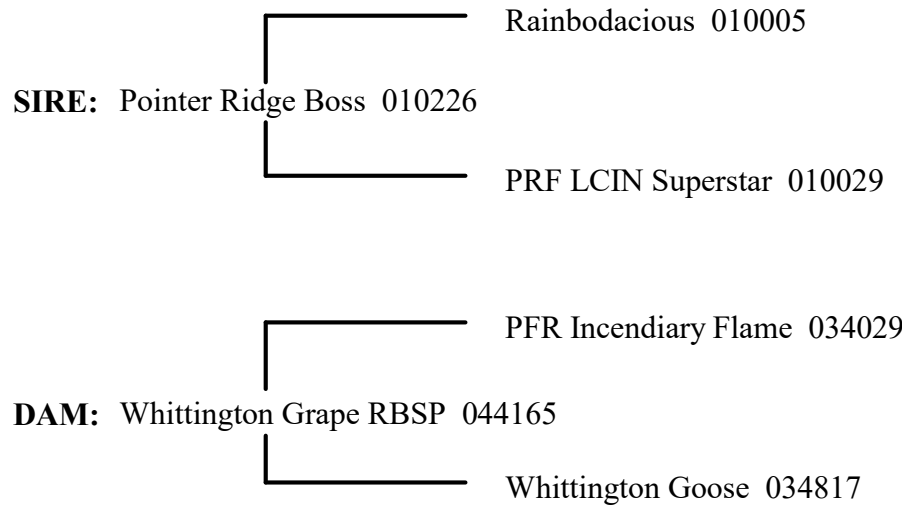 Rainbodacious 010005
SIRE: Pointer Ridge Boss 010226
PRF LCIN Superstar 010029
PFR Incendiary Flame 034029
DAM: Whittington Grape RBSP 044165
Whittington Goose 034817